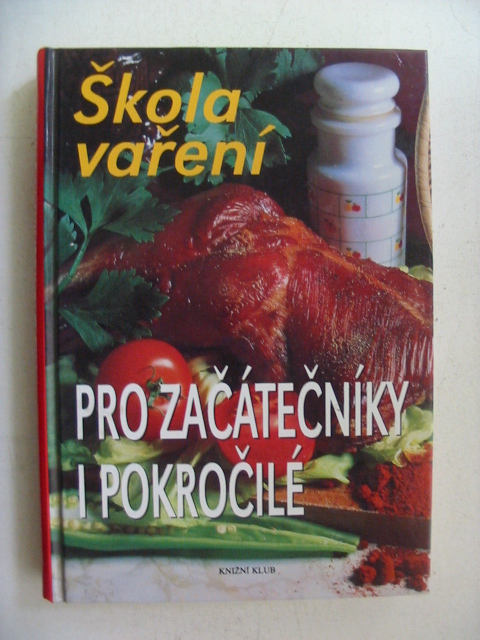 Škola
vaření
PRO ZAČÁTEČNÍKY
I POKROČILÉ
KNIŽNÍ KLUB